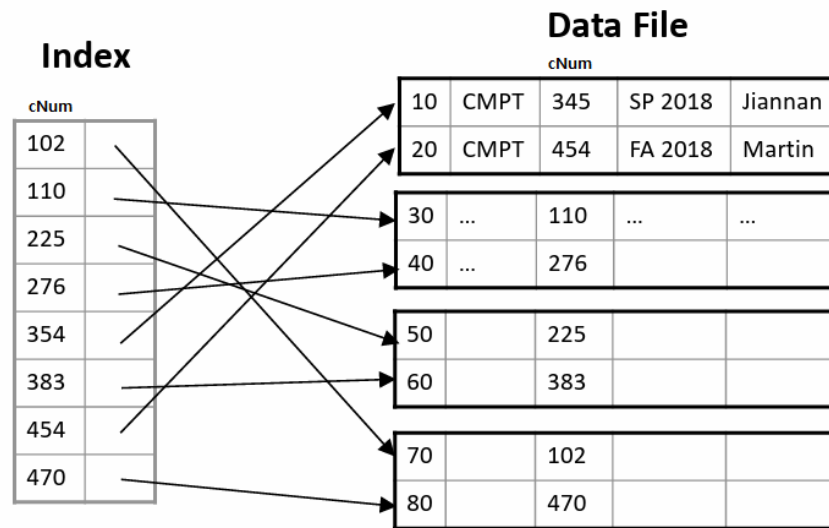 Index
cNum
102
110
225
276
354
383
454
470
Data File
cNum
10 CMPT 345 SP 2018 Jiannan
20 CMPT 454 FA 2018 Martin
30 ... 110 ... ...
40 ... 276
50 225
60 383
70 102
80 470